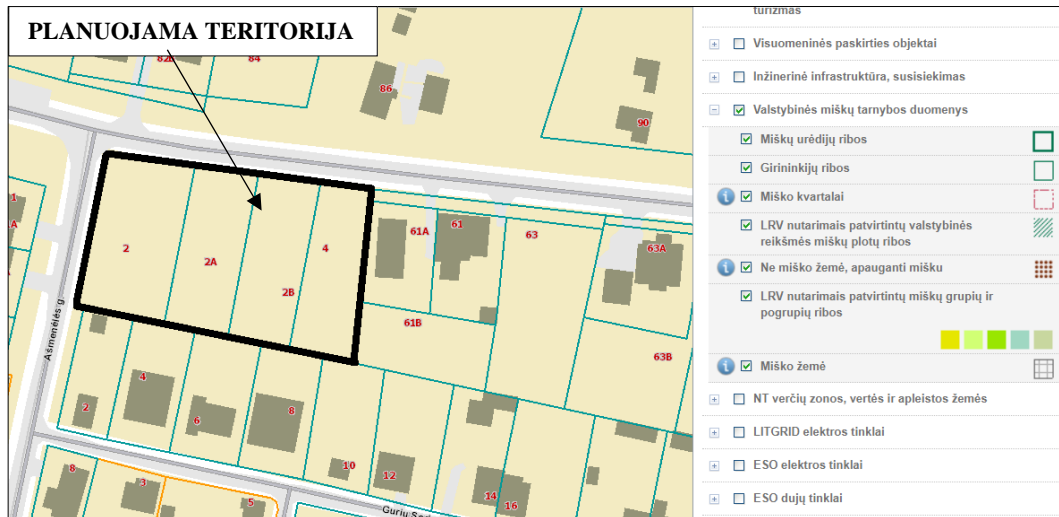 PLANUOJAMA TERITORIJA
82B
84
86
90
1
A
2
2A
2B
4
61A
61
63
63A
61B
63B
Ašmenėlės g.
2
4
6
8
10
12
14
16
8
3
5
turizmas
Visuomeninės paskirties objektai
Inžinerinė infrastruktūra, susisiekimas
Valstybinės miškų tarnybos duomenys
Miškų urėdijų ribos
Girininkijų ribos
Miško kvartalai
LRV nutarimais patvirtintų valstybinės
reikšmės miškų plotų ribos
Ne miško žemė, apauganti mišku
LRV nutarimais patvirtintų miškų grupių ir
pogrupių ribos
Miško žemė
NT verčių zonos, vertės ir apleistos žemės
LITGRID elektros tinklai
ESO elektros tinklai
ESO dujų tinklai